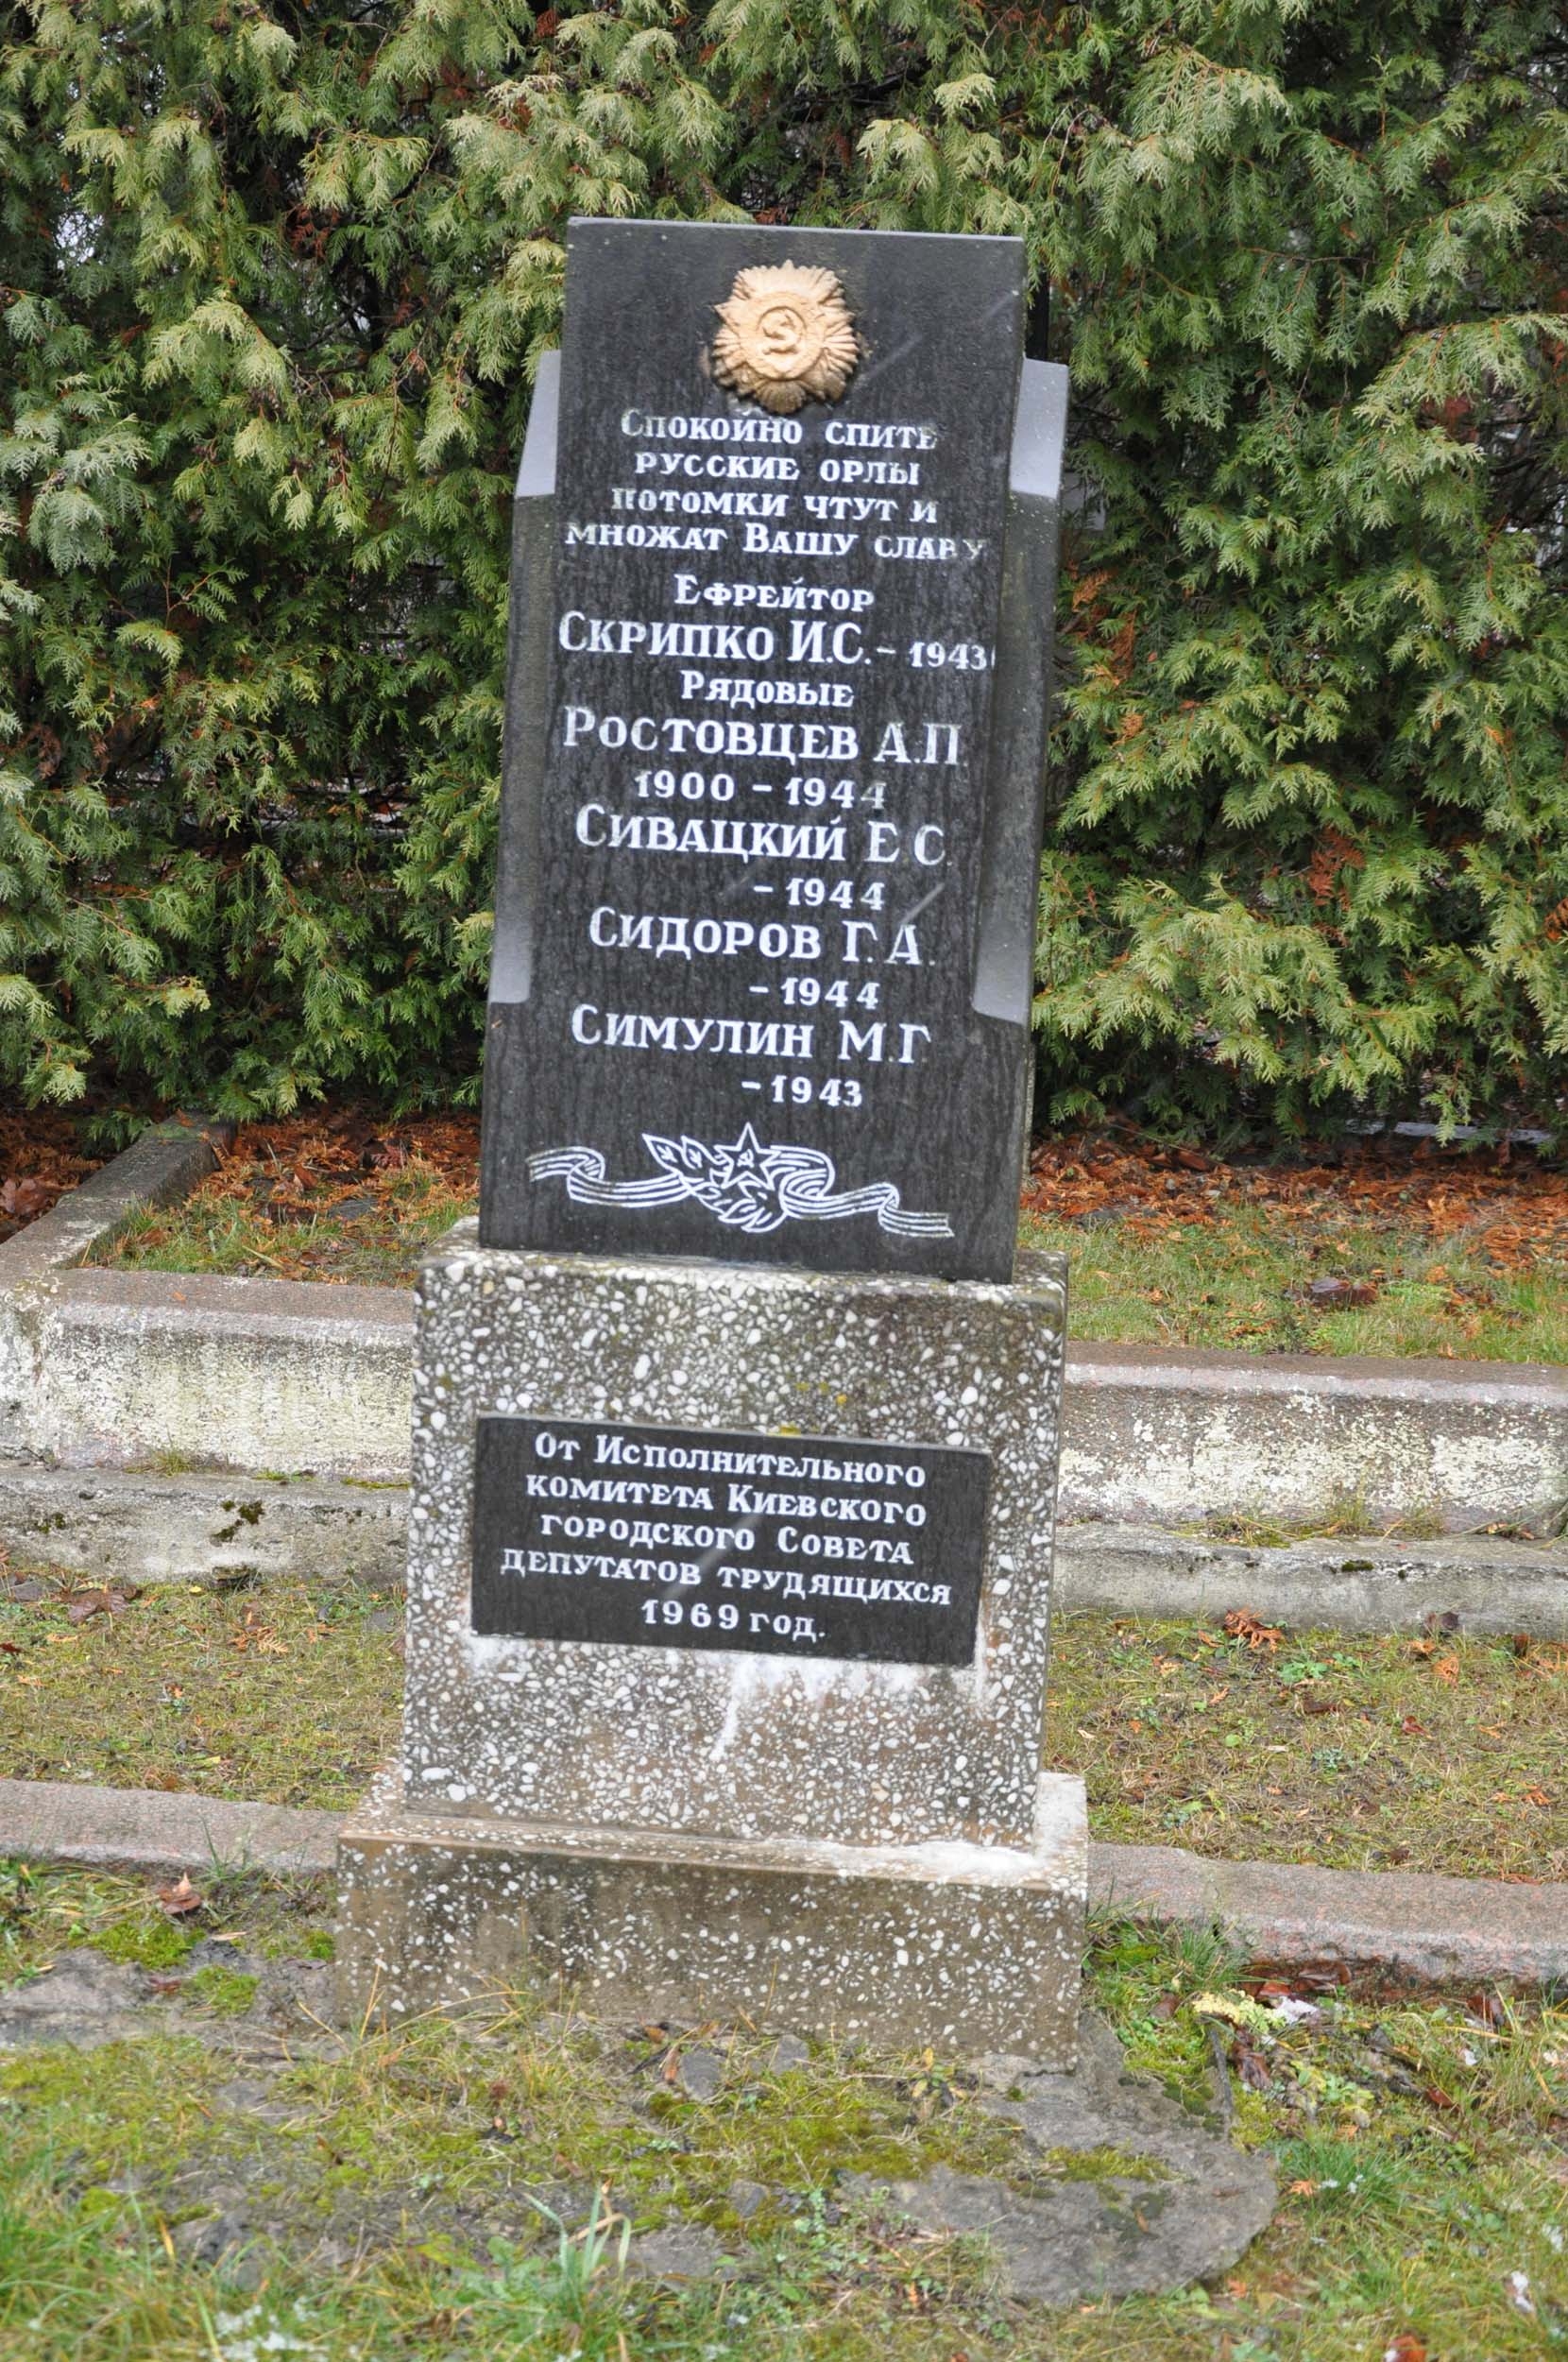 Спокойно спите
русские орлы
потомки чтут и
множат Вашу славу
Ефрейтор
Скрипко И.С. – 1943
Рядовые
Ростовцев А.П.
1900 – 1944
Сивацкий Е.С.
– 1944
Сидоров Г.А.
– 1944
Симулин М.Г
– 1943
От Исполнительного
комитета Киевского
городского Совета
депутатов трудящихся
1969 год.